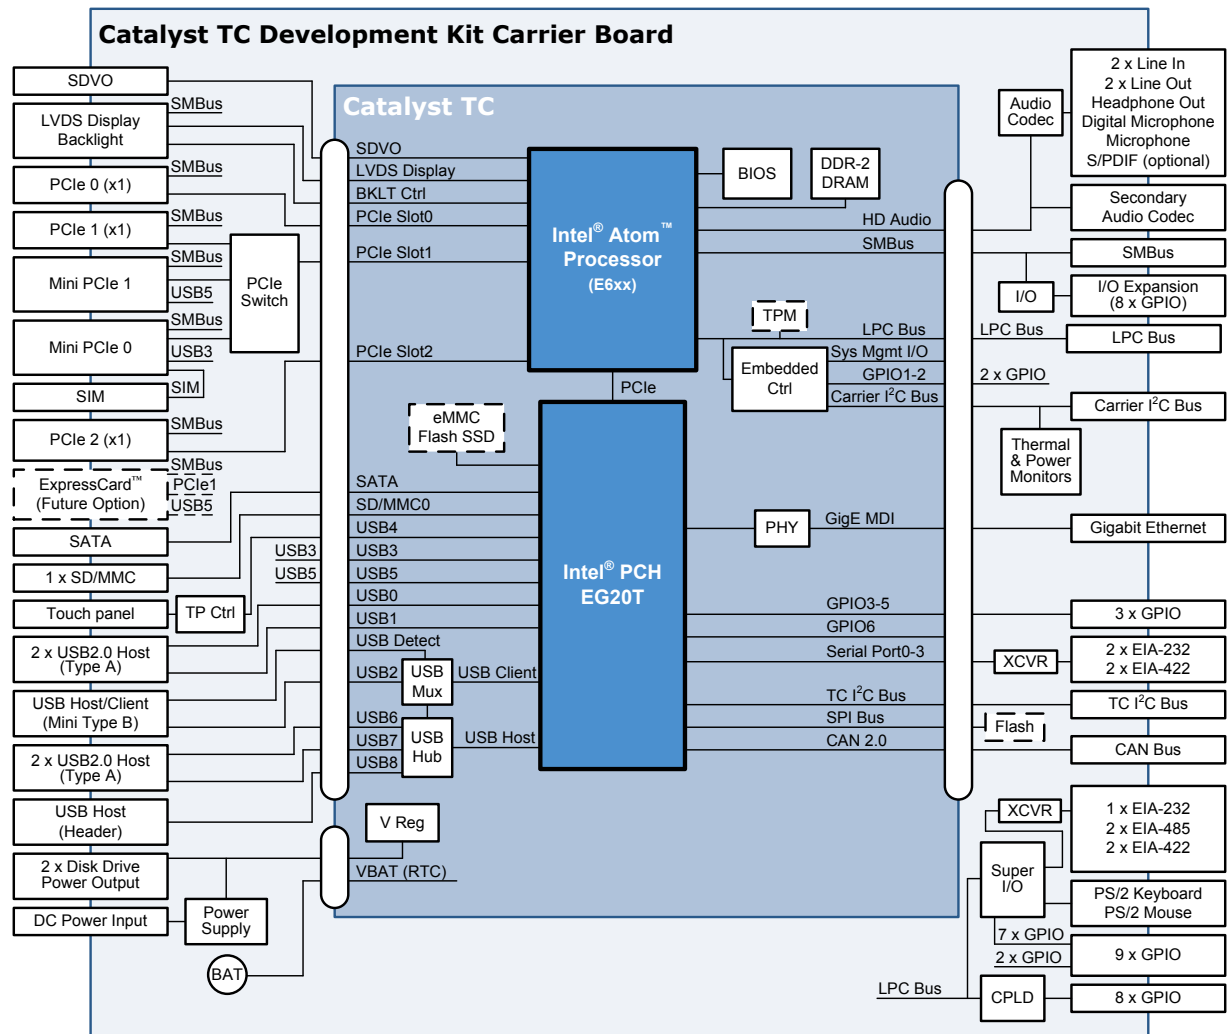 Catalyst TC Development Kit Carrier Board
SDVO
SMBus
LVDS Display
Backlight
SMBus
PCIe 0 (x1)
SMBus
PCIe 1 (x1)
SMBus
Mini PCIe 1
USB5
PCIe
Switch
SMBus
Mini PCIe 0
USB3
SIM
SIM
SMBus
PCIe 2 (x1)
SMBus
ExpressCard™
(Future Option)
PCIe1
USB5
SATA
USB3
USB5
1 x SD/MMC
Touch panel
TP Ctrl
2 x USB2.0 Host
(Type A)
USB Host/Client
(Mini Type B)
2 x USB2.0 Host
(Type A)
USB Host
(Header)
2 x Disk Drive
Power Output
DC Power Input
Power
Supply
BAT
Catalyst TC
SDVO
LVDS Display
BKLT Ctrl
PCIe Slot0
PCIe Slot1
PCIe Slot2
Intel® Atom™
Processor
(E6xx)
BIOS
DDR-2
DRAM
HD Audio
SMBus
TPM
LPC Bus
Sys Mgmt I/O
GPIO1-2
Carrier I²C Bus
Embedded
Ctrl
PCIe
eMMC
Flash SSD
SATA
SD/MMC0
USB4
USB3
USB5
USB0
USB1
USB Detect
USB2
USB
Mux
USB Client
USB6
USB7
USB8
USB
Hub
USB Host
Intel® PCH
EG20T
PHY
GigE MDI
GPIO3-5
GPIO6
Serial Port0-3
TC I²C Bus
SPI Bus
CAN 2.0
V Reg
VBAT (RTC)
Audio
Codec
2 x Line In
2 x Line Out
Headphone Out
Digital Microphone
Microphone
S/PDIF (optional)
Secondary
Audio Codec
SMBus
I/O
I/O Expansion
(8 x GPIO)
LPC Bus
LPC Bus
2 x GPIO
Carrier I²C Bus
Thermal
& Power
Monitors
Gigabit Ethernet
3 x GPIO
XCVR
2 x EIA-232
2 x EIA-422
TC I²C Bus
Flash
CAN Bus
XCVR
1 x EIA-232
2 x EIA-485
2 x EIA-422
Super
I/O
PS/2 Keyboard
PS/2 Mouse
7 x GPIO
2 x GPIO
9 x GPIO
LPC Bus
CPLD
8 x GPIO